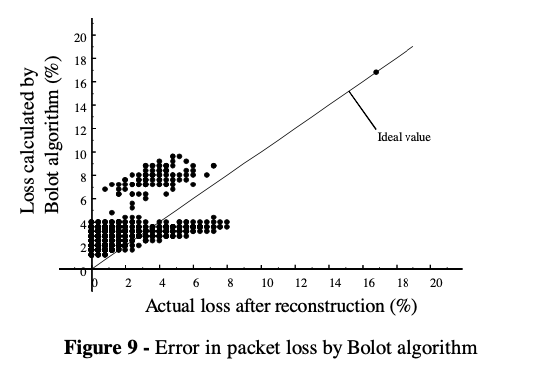 Loss calculated by
Bolot algorithm (%)
20
18
16
14
12
10
8
6
4
2
0
Ideal value
0 2 4 6 8 10 12 14 16 18 20
Actual loss after reconstruction (%)
Figure 9 - Error in packet loss by Bolot algorithm